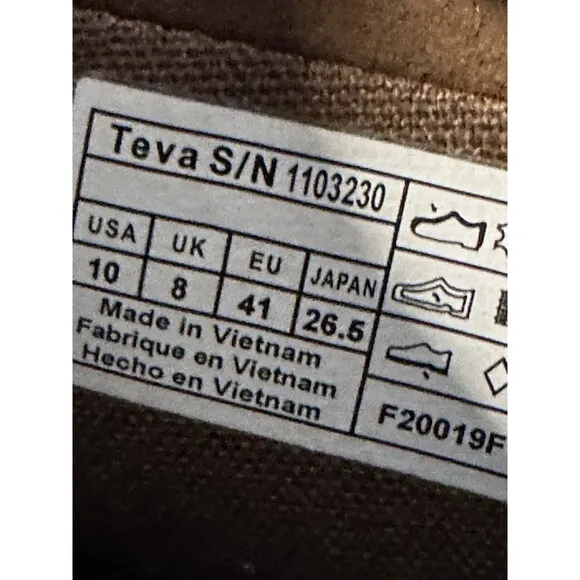 Teva S/N 1103230
USA UK EU JAPAN
10 8 41 26.5
Made in Vietnam
Fabrique en Vietnam
Hecho en Vietnam
F20019F